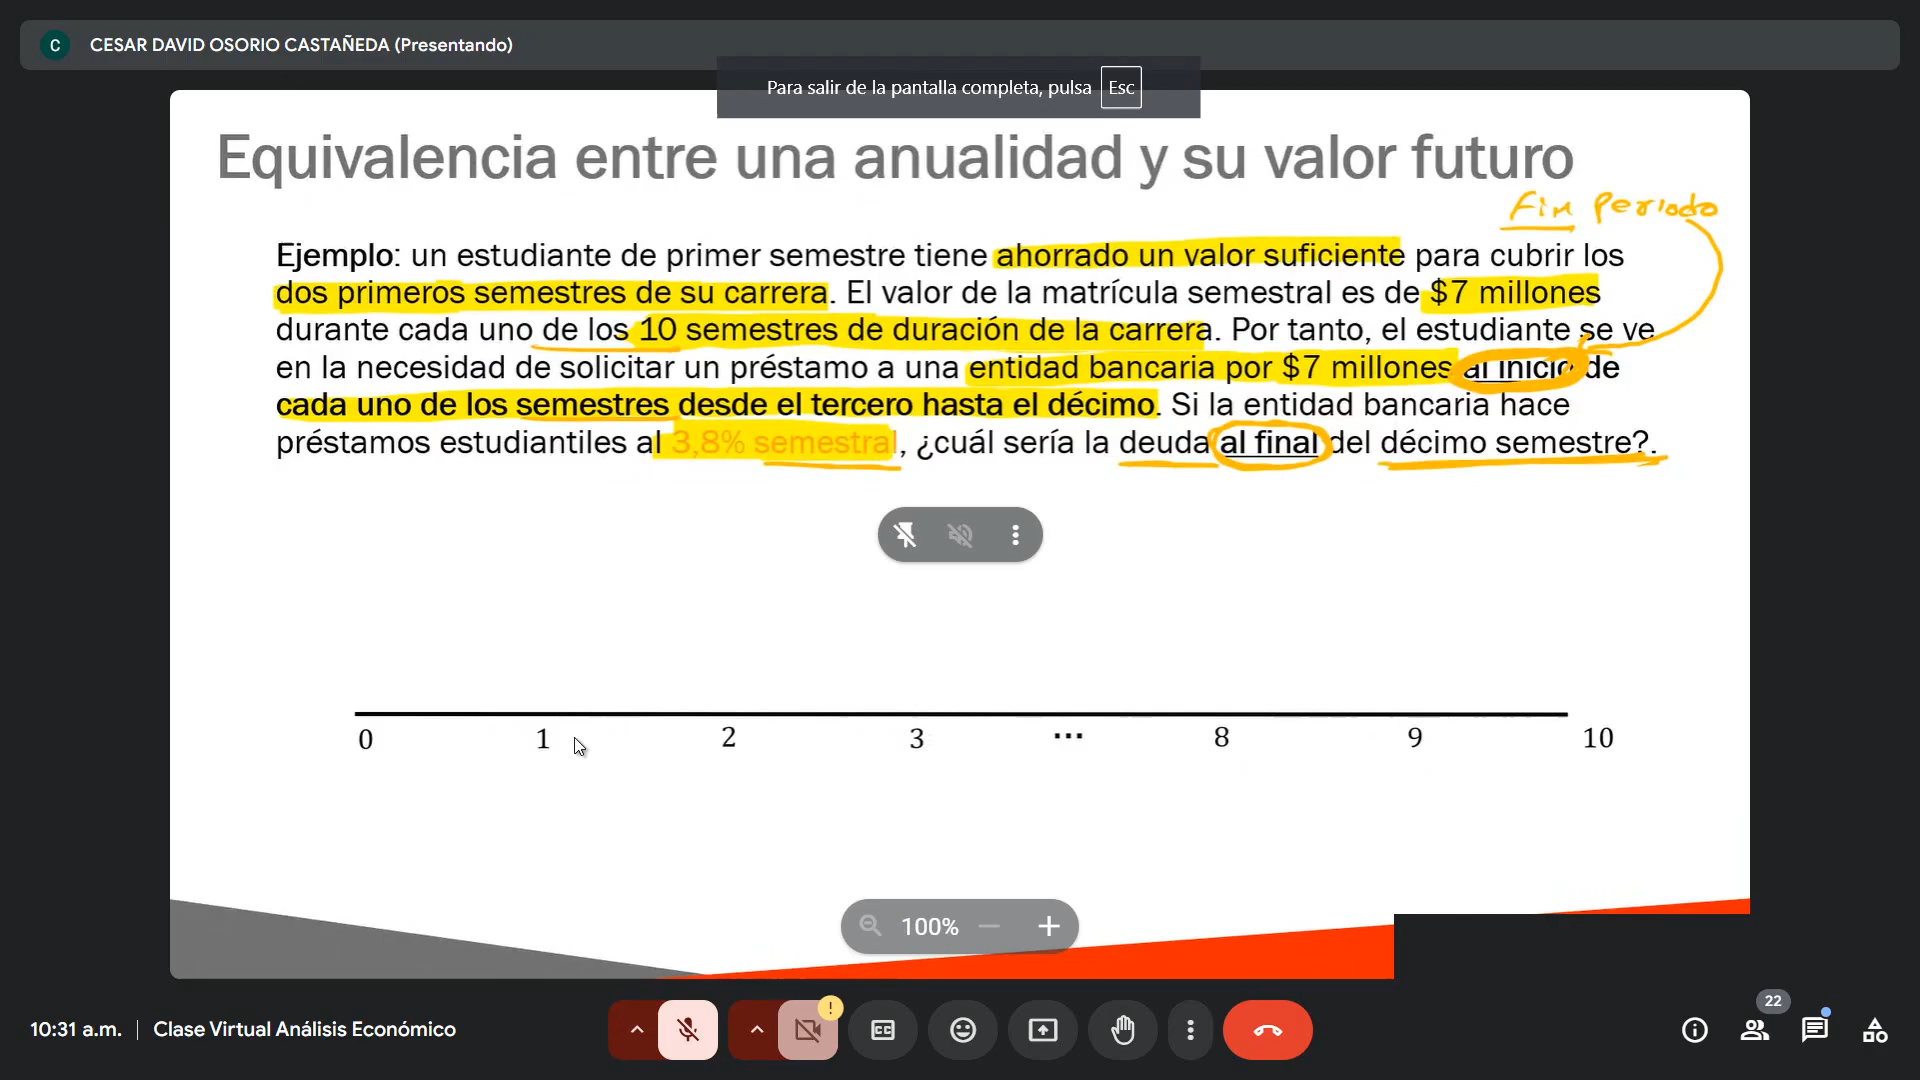 C CESAR DAVID OSORIO CASTAÑEDA (Presentando)
Para salir de la pantalla completa, pulsa Esc
Equivalencia entre una anualidad y su valor futuro
Fin Periodo
Ejemplo: un estudiante de primer semestre tiene ahorrado un valor suficiente para cubrir los
dos primeros semestres de su carrera. El valor de la matrícula semestral es de $7 millones
durante cada uno de los 10 semestres de duración de la carrera. Por tanto, el estudiante se ve
en la necesidad de solicitar un préstamo a una entidad bancaria por $7 millones al inicio de
cada uno de los semestres desde el tercero hasta el décimo. Si la entidad bancaria hace
préstamos estudiantiles al 3,8% semestral, ¿cuál sería la deuda al final del décimo semestre?.
0 1 2 3 ... 8 9 10
100%
22
10:31 a.m. Clase Virtual Análisis Económico